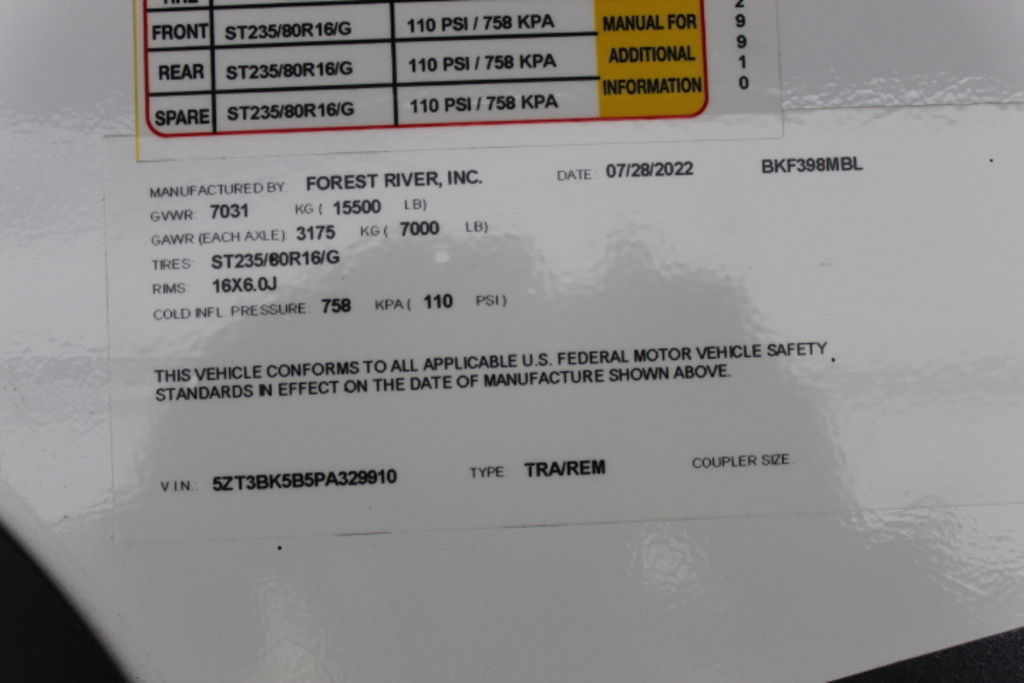 TIRE
FRONT ST235/80R16/G 110 PSI / 758 KPA MANUAL FOR
REAR ST235/80R16/G 110 PSI / 758 KPA ADDITIONAL
SPARE ST235/80R16/G 110 PSI / 758 KPA INFORMATION
29910
MANUFACTURED BY: FOREST RIVER, INC. DATE: 07/28/2022 BKF398MBL
GVWR: 7031 KG ( 15500 LB)
GAWR (EACH AXLE): 3175 KG ( 7000 LB)
TIRES: ST235/80R16/G
RIMS: 16X6.0J
COLD INFL. PRESSURE: 758 KPA ( 110 PSI )
THIS VEHICLE CONFORMS TO ALL APPLICABLE U.S. FEDERAL MOTOR VEHICLE SAFETY
STANDARDS IN EFFECT ON THE DATE OF MANUFACTURE SHOWN ABOVE.
V.I.N.: 5ZT3BK5B5PA329910 TYPE: TRA/REM COUPLER SIZE: